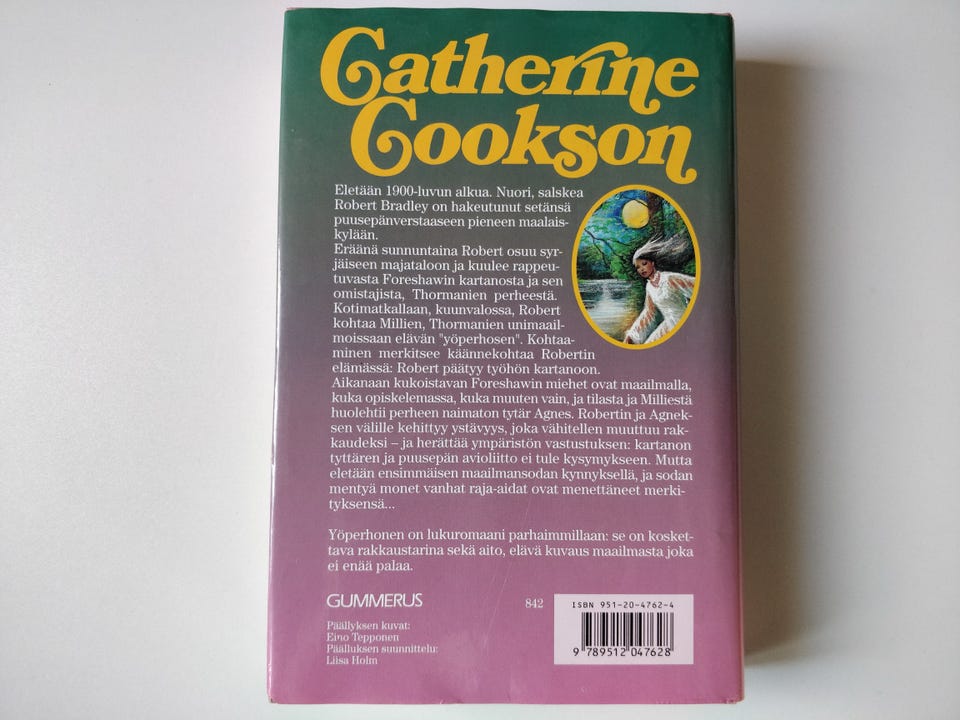 Catherine
Cookson
Eletään 1900-luvun alkua. Nuori, salskea
Robert Bradley on hakeutunut setänsä
puusepänverstaaseen pieneen maalais-
kylään.
Eräänä sunnuntaina Robert osuu syr-
jäiseen majataloon ja kuulee rappeu-
tuvasta Foreshawin kartanosta ja sen
omistajista, Thormanien perheestä.
Kotimatkallaan, kuunvalossa, Robert
kohtaa Millien, Thormanien unimaail-
moissaan elävän "yöperhosen". Kohtaa-
minen merkitsee käännekohtaa Robertin
elämässä: Robert päätyy työhön kartanoon.
Aikanaan kukoistavan Foreshawin miehet ovat maailmalla,
kuka opiskelemassa, kuka muuten vain, ja tilasta ja Milliestä
huolehtii perheen naimaton tytär Agnes. Robertin ja Agnek-
sen välille kehittyy ystävyys, joka vähitellen muuttuu rak-
kaudeksi – ja herättää ympäristön vastustuksen: kartanon
tyttären ja puusepän avioliitto ei tule kysymykseen. Mutta
eletään ensimmäisen maailmansodan kynnyksellä, ja sodan
mentyä monet vanhat raja-aidat ovat menettäneet merki-
tyksensä...
Yöperhonen on lukuromaani parhaimmillaan: se on kosket-
tava rakkaustarina sekä aito, elävä kuvaus maailmasta joka
ei enää palaa.
GUMMERUS
842
ISBN 951-20-4762-4
Päällyksen kuvat:
Eino Tepponen
Päälluksen suunnittelu:
Liisa Holm
9 789512 047628